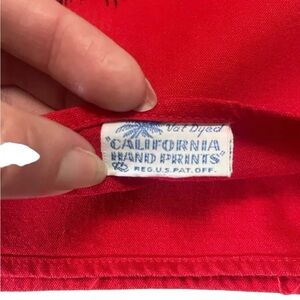 Vat Dyed
"CALIFORNIA
HAND PRINTS"
REG.U.S.PAT.OFF.